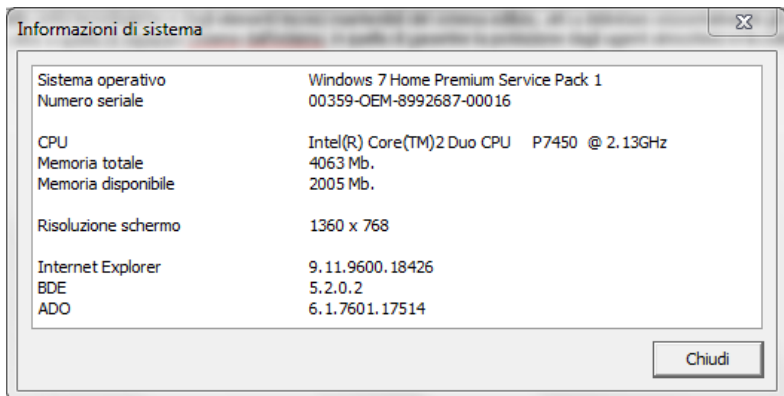 Informazioni di sistema
Sistema operativo Windows 7 Home Premium Service Pack 1
Numero seriale 00359-OEM-8992687-00016
CPU Intel(R) Core(TM)2 Duo CPU P7450 @ 2.13GHz
Memoria totale 4063 Mb.
Memoria disponibile 2005 Mb.
Risoluzione schermo 1360 x 768
Internet Explorer 9.11.9600.18426
BDE 5.2.0.2
ADO 6.1.7601.17514
Chiudi